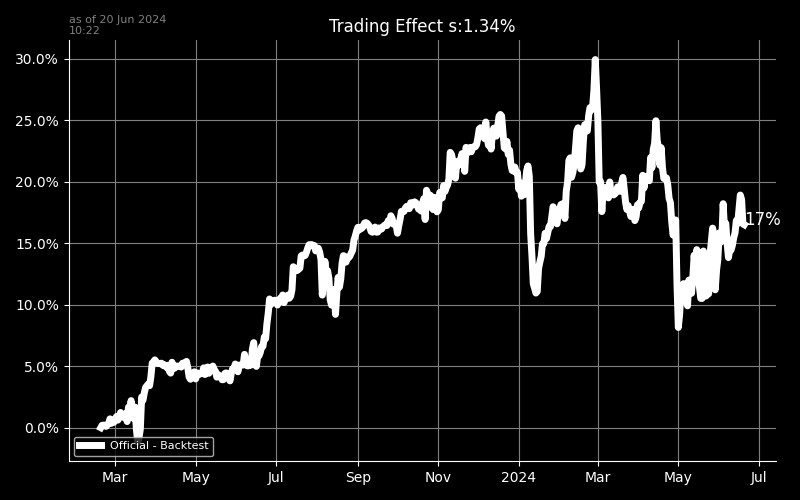 as of 20 Jun 2024
10:22
Trading Effect s:1.34%
30.0%
25.0%
20.0%
15.0%
10.0%
5.0%
0.0%
17%
Official - Backtest
Mar May Jul Sep Nov 2024 Mar May Jul